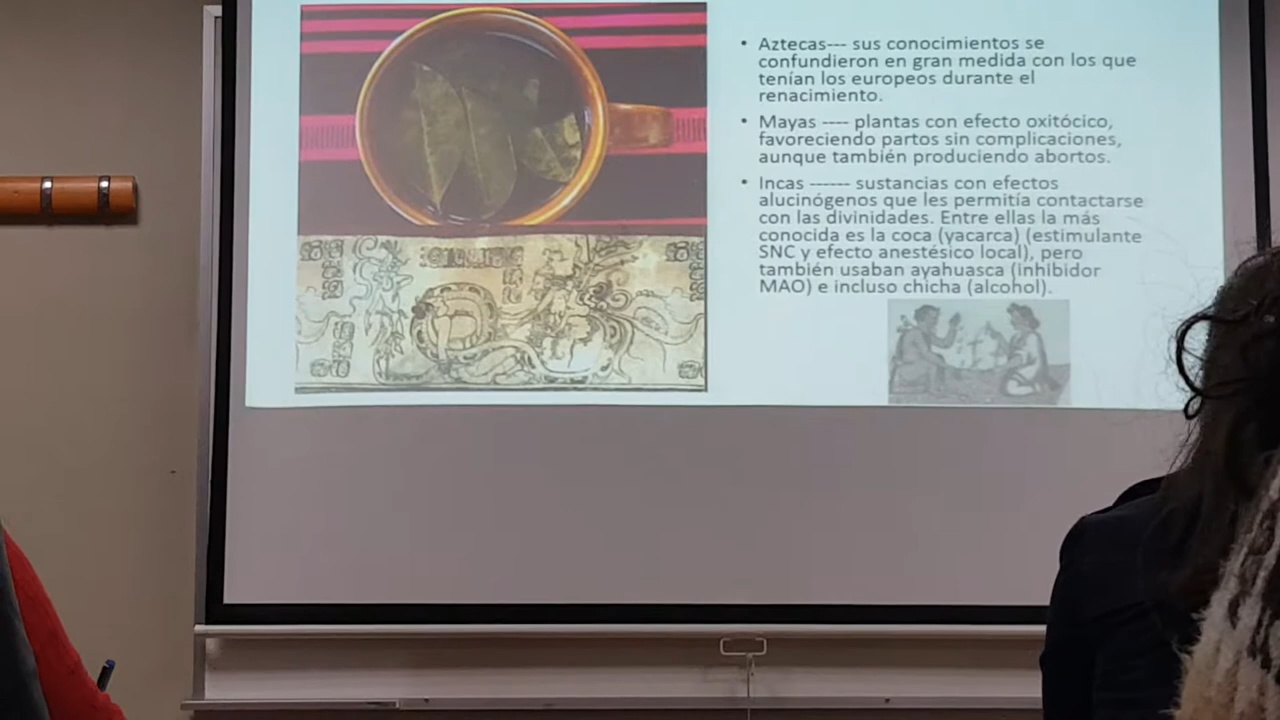 • Aztecas--- sus conocimientos se
confundieron en gran medida con los que
tenían los europeos durante el
renacimiento.
• Mayas ---- plantas con efecto oxitócico,
favoreciendo partos sin complicaciones,
aunque también produciendo abortos.
• Incas ------ sustancias con efectos
alucinógenos que les permitía contactarse
con las divinidades. Entre ellas la más
conocida es la coca (yacarca) (estimulante
SNC y efecto anestésico local), pero
también usaban ayahuasca (inhibidor
MAO) e incluso chicha (alcohol).